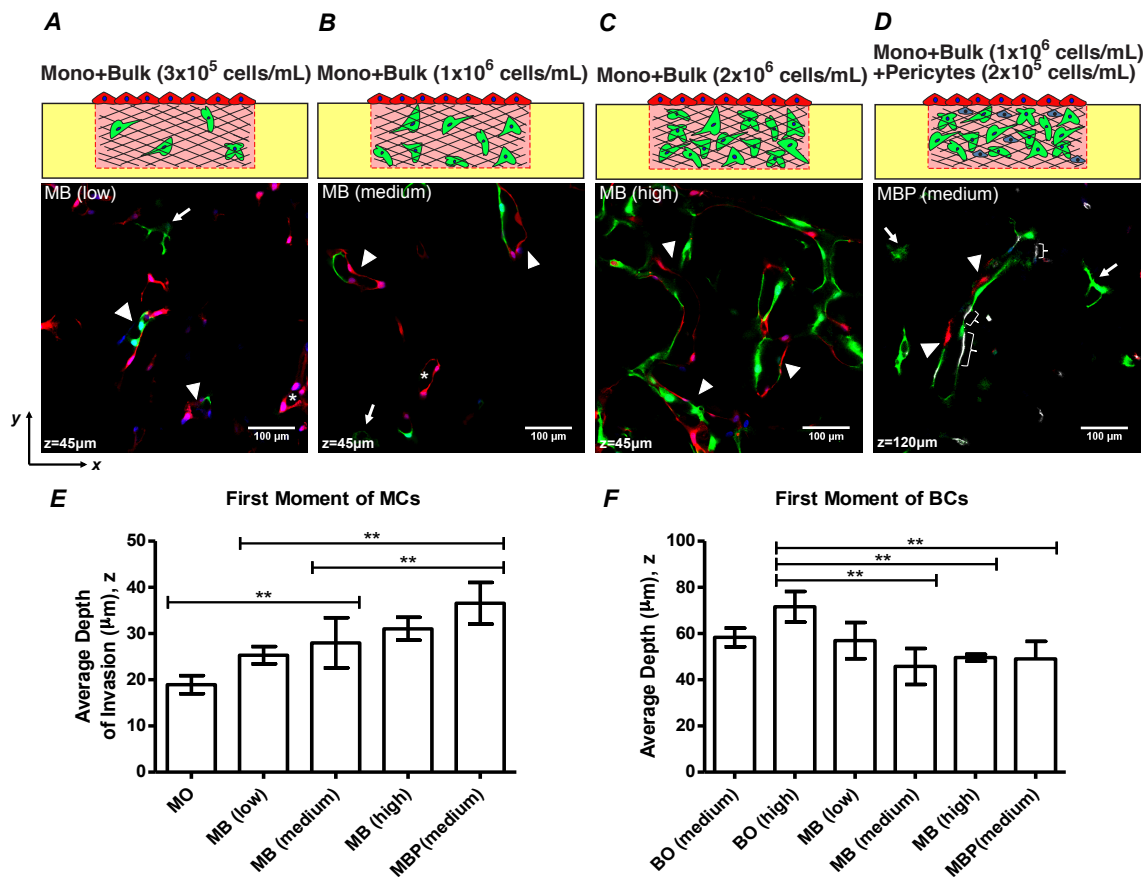 A
B
C
D
Mono+Bulk (3x10⁵ cells/mL)
Mono+Bulk (1x10⁶ cells/mL)
Mono+Bulk (2x10⁶ cells/mL)
Mono+Bulk (1x10⁶ cells/mL)
+Pericytes (2x10⁵ cells/mL)
MB (low)
MB (medium)
MB (high)
MBP (medium)
*
*
z=45μm
100 μm
z=45μm
100 μm
z=45μm
100 μm
z=120μm
100 μm
y
x
E
First Moment of MCs
Average Depth
of Invasion (μm), z
50
40
30
20
10
0
**
**
**
MO
MB (low)
MB (medium)
MB (high)
MBP(medium)
F
First Moment of BCs
Average Depth (μm), z
100
80
60
40
20
0
**
**
**
BO (medium)
BO (high)
MB (low)
MB (medium)
MB (high)
MBP(medium)